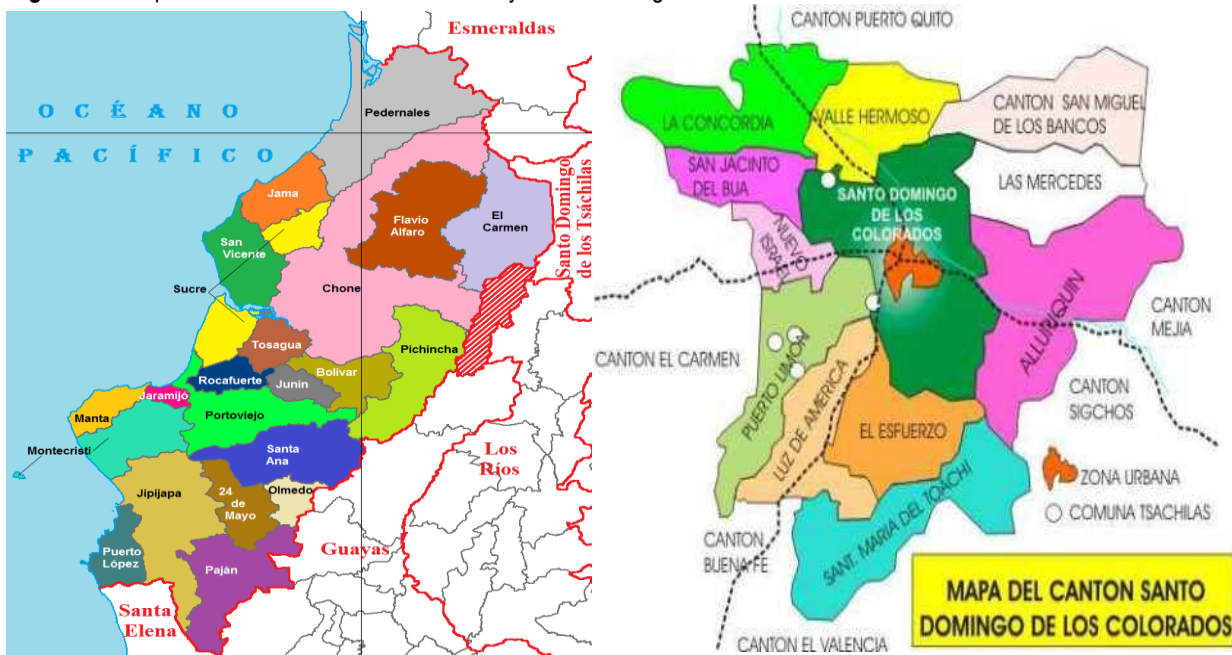 Esmeraldas
OCÉANO
PACÍFICO
Pedernales
Jama
San
Vicente
Sucre
Flavio
Alfaro
El
Carmen
Santo Domingo
de los Tsáchilas
Chone
Tosagua
Pichincha
Rocafuerte
Junín
Bolívar
Jaramijó
Manta
Portoviejo
Montecristi
Santa
Ana
Los
Ríos
Jipijapa
24
de
Mayo
Olmedo
Puerto
López
Paján
Guayas
Santa
Elena
CANTON PUERTO QUITO
LA CONCORDIA
VALLE HERMOSO
CANTON SAN MIGUEL
DE LOS BANCOS
SAN JACINTO
DEL BUA
SANTO DOMINGO
DE LOS
COLORADOS
LAS MERCEDES
NUEVO
ISRAEL
ALLURIQUIN
CANTON
MEJIA
CANTON EL CARMEN
PUERTO LIMON
LUZ DE AMERICA
EL ESFUERZO
CANTON
SIGCHOS
ZONA URBANA
COMUNA TSACHILAS
SANT. MARIA DEL TOACHI
CANTON
BUENA FE
CANTON EL VALENCIA
MAPA DEL CANTON SANTO
DOMINGO DE LOS COLORADOS